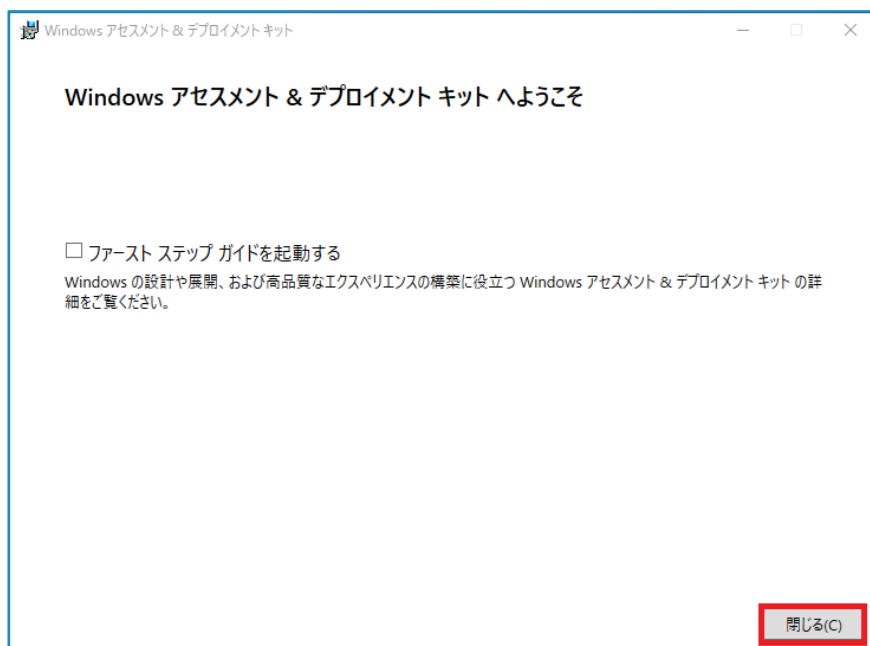 Windows アセスメント & デプロイメント キット
Windows アセスメント & デプロイメント キット へようこそ
ファースト ステップ ガイドを起動する
Windows の設計や展開、および高品質なエクスペリエンスの構築に役立つ Windows アセスメント & デプロイメント キット の詳
細をご覧ください。
閉じる(C)